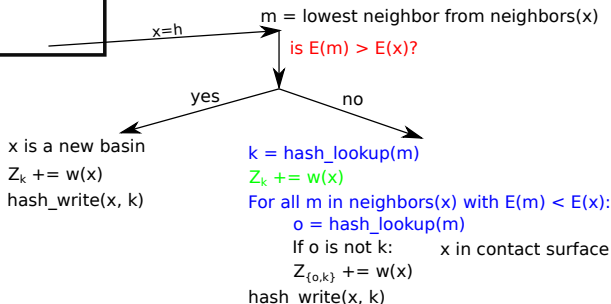 m = lowest neighbor from neighbors(x)
x=h
is E(m) > E(x)?
yes
no
x is a new basin
Zk += w(x)
hash_write(x, k)
k = hash_lookup(m)
Zk += w(x)
For all m in neighbors(x) with E(m) < E(x):
o = hash_lookup(m)
If o is not k:
x in contact surface
Z{o,k} += w(x)
hash_write(x, k)